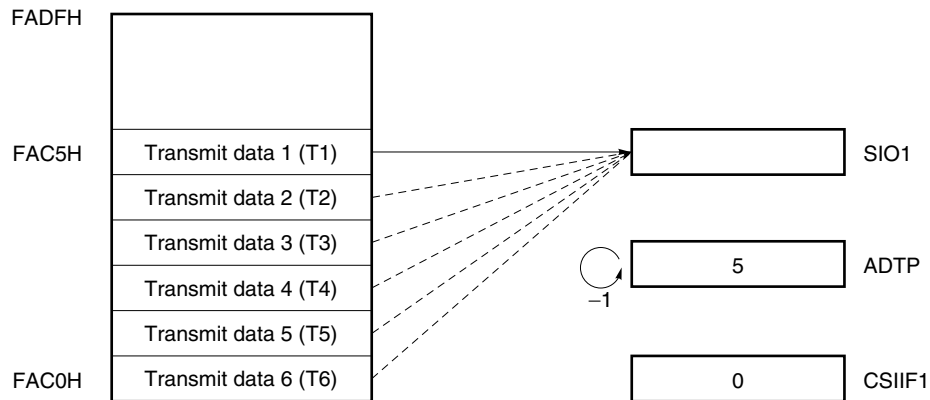 FADFH
FAC5H Transmit data 1 (T1) SIO1
Transmit data 2 (T2)
Transmit data 3 (T3)
5 ADTP
−1
Transmit data 4 (T4)
Transmit data 5 (T5)
FAC0H Transmit data 6 (T6) 0 CSIIF1